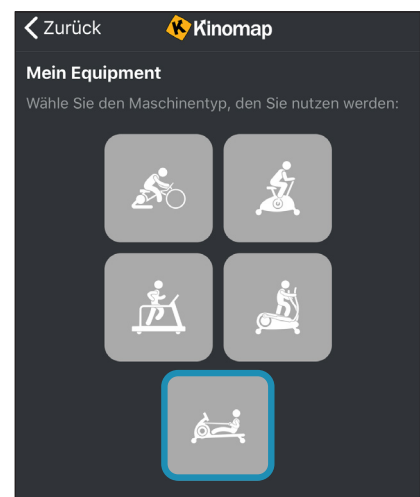 Zurück
Kinomap
Mein Equipment
Wähle Sie den Maschinentyp, den Sie nutzen werden: